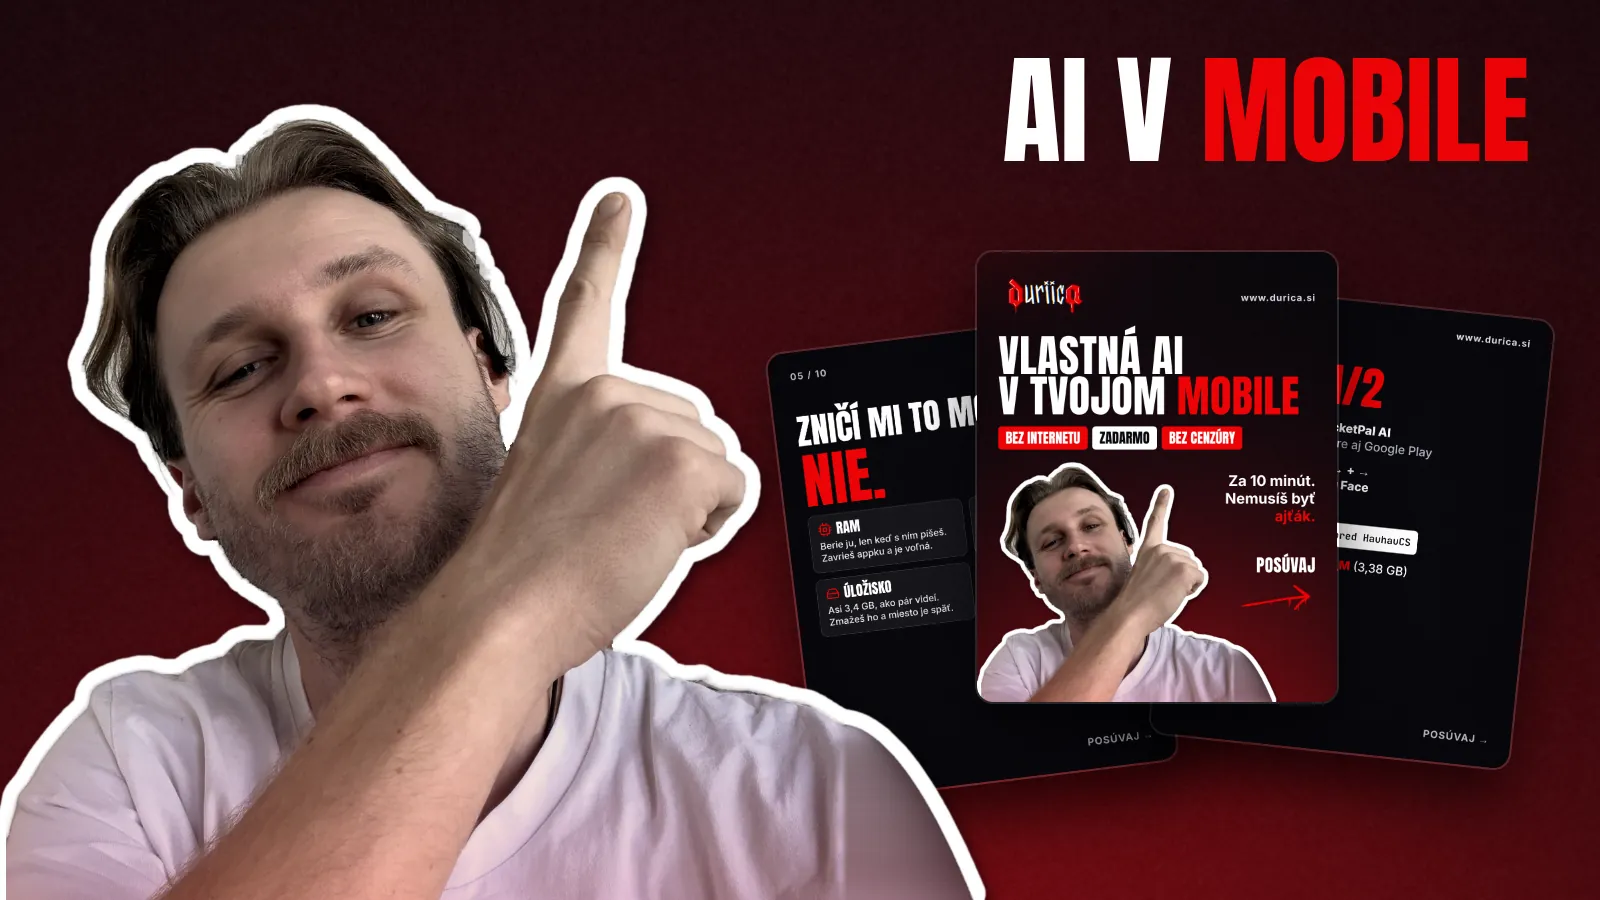 AI V MOBILE
05 / 10
ZNIČÍ MI TO
NIE.
RAM
Berie ju, len keď s ním píšeš.
Zavrieš appku a je voľná.
ÚLOŽISKO
Asi 3,4 GB, ako pár videí.
Zmažeš ho a miesto je späť.
POSÚVAJ →
duriica
www.durica.si
VLASTNÁ AI
V TVOJOM MOBILE
BEZ INTERNETU
ZADARMO
BEZ CENZÚRY
Za 10 minút.
Nemusíš byť
ajťák.
POSÚVAJ
www.durica.si
/2
cketPal AI
re aj Google Play
+ →
Face
red HauhauCS
M (3,38 GB)
POSÚVAJ →